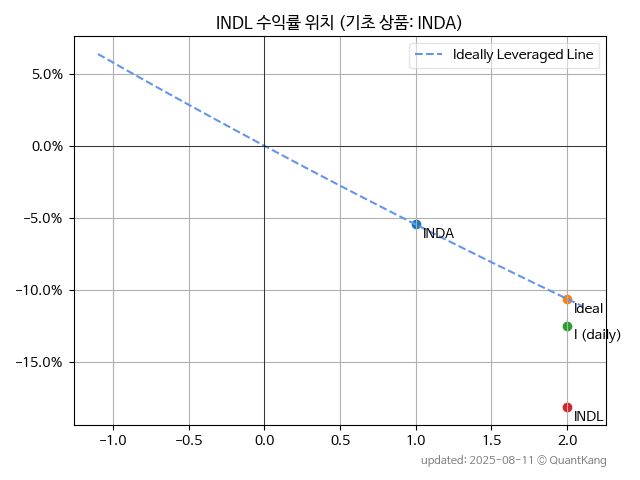 INDL 수익률 위치 (기초 상품: INDA)
Ideally Leveraged Line
5.0%
0.0%
−5.0%
−10.0%
−15.0%
INDA
Ideal
I (daily)
INDL
−1.0
−0.5
0.0
0.5
1.0
1.5
2.0
updated: 2025-08-11 © QuantKang